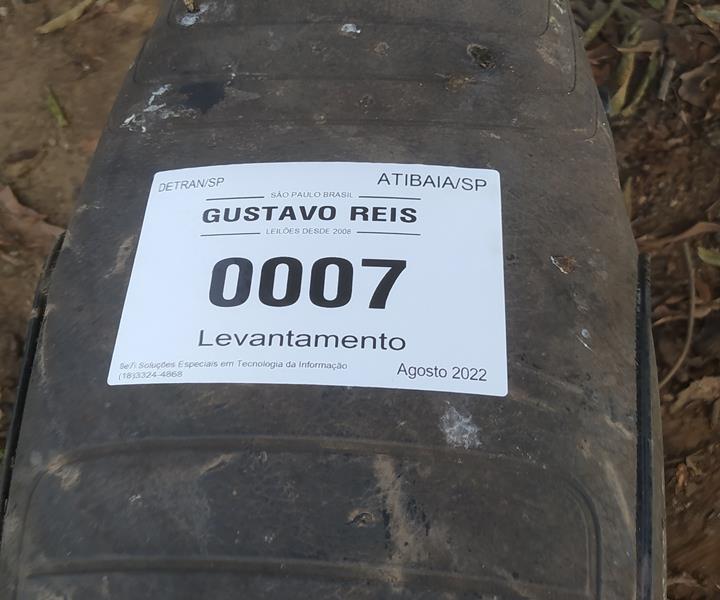 DETRAN/SP
ATIBAIA/SP
SÃO PAULO BRASIL
GUSTAVO REIS
LEILÕES DESDE 2008
0007
Levantamento
Soluções Especiais em Tecnologia da Informação
(18)3324-4868
Agosto 2022